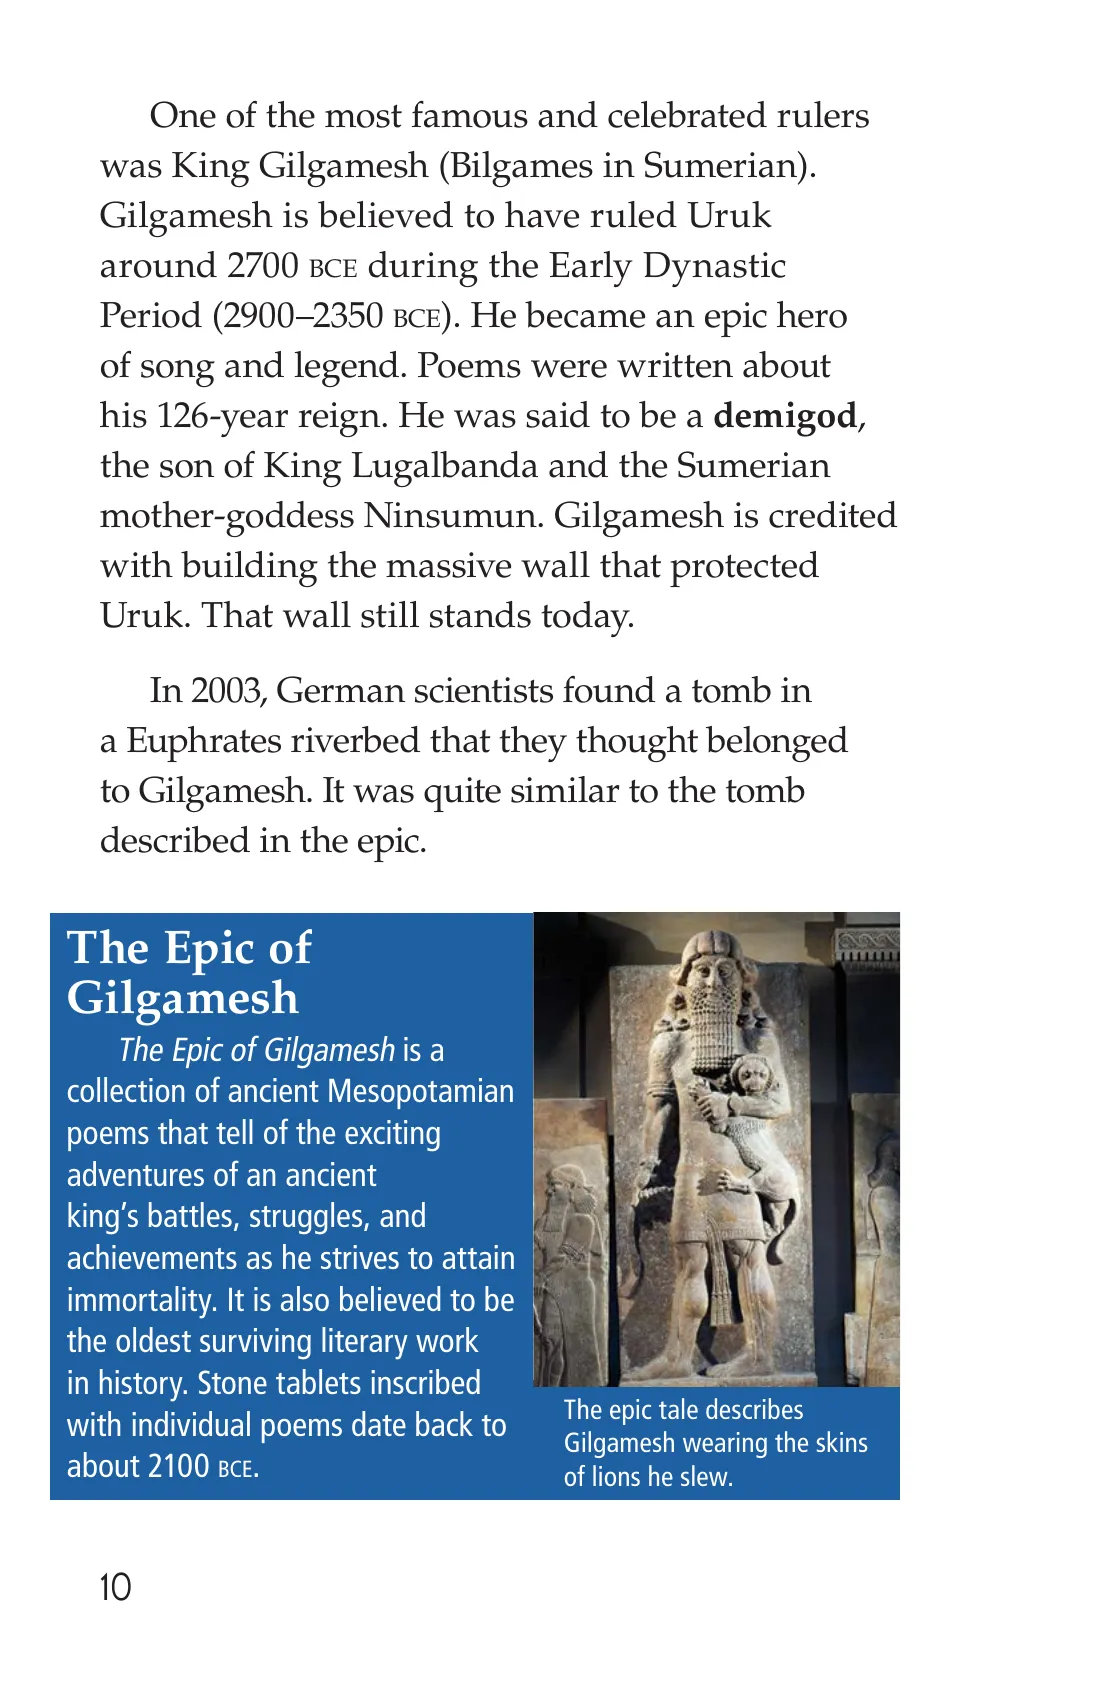 One of the most famous and celebrated rulers
was King Gilgamesh (Bilgames in Sumerian).
Gilgamesh is believed to have ruled Uruk
around 2700 BCE during the Early Dynastic
Period (2900–2350 BCE). He became an epic hero
of song and legend. Poems were written about
his 126-year reign. He was said to be a demigod,
the son of King Lugalbanda and the Sumerian
mother-goddess Ninsumun. Gilgamesh is credited
with building the massive wall that protected
Uruk. That wall still stands today.
In 2003, German scientists found a tomb in
a Euphrates riverbed that they thought belonged
to Gilgamesh. It was quite similar to the tomb
described in the epic.
The Epic of
Gilgamesh
The Epic of Gilgamesh is a
collection of ancient Mesopotamian
poems that tell of the exciting
adventures of an ancient
king’s battles, struggles, and
achievements as he strives to attain
immortality. It is also believed to be
the oldest surviving literary work
in history. Stone tablets inscribed
with individual poems date back to
about 2100 BCE.
The epic tale describes
Gilgamesh wearing the skins
of lions he slew.
10